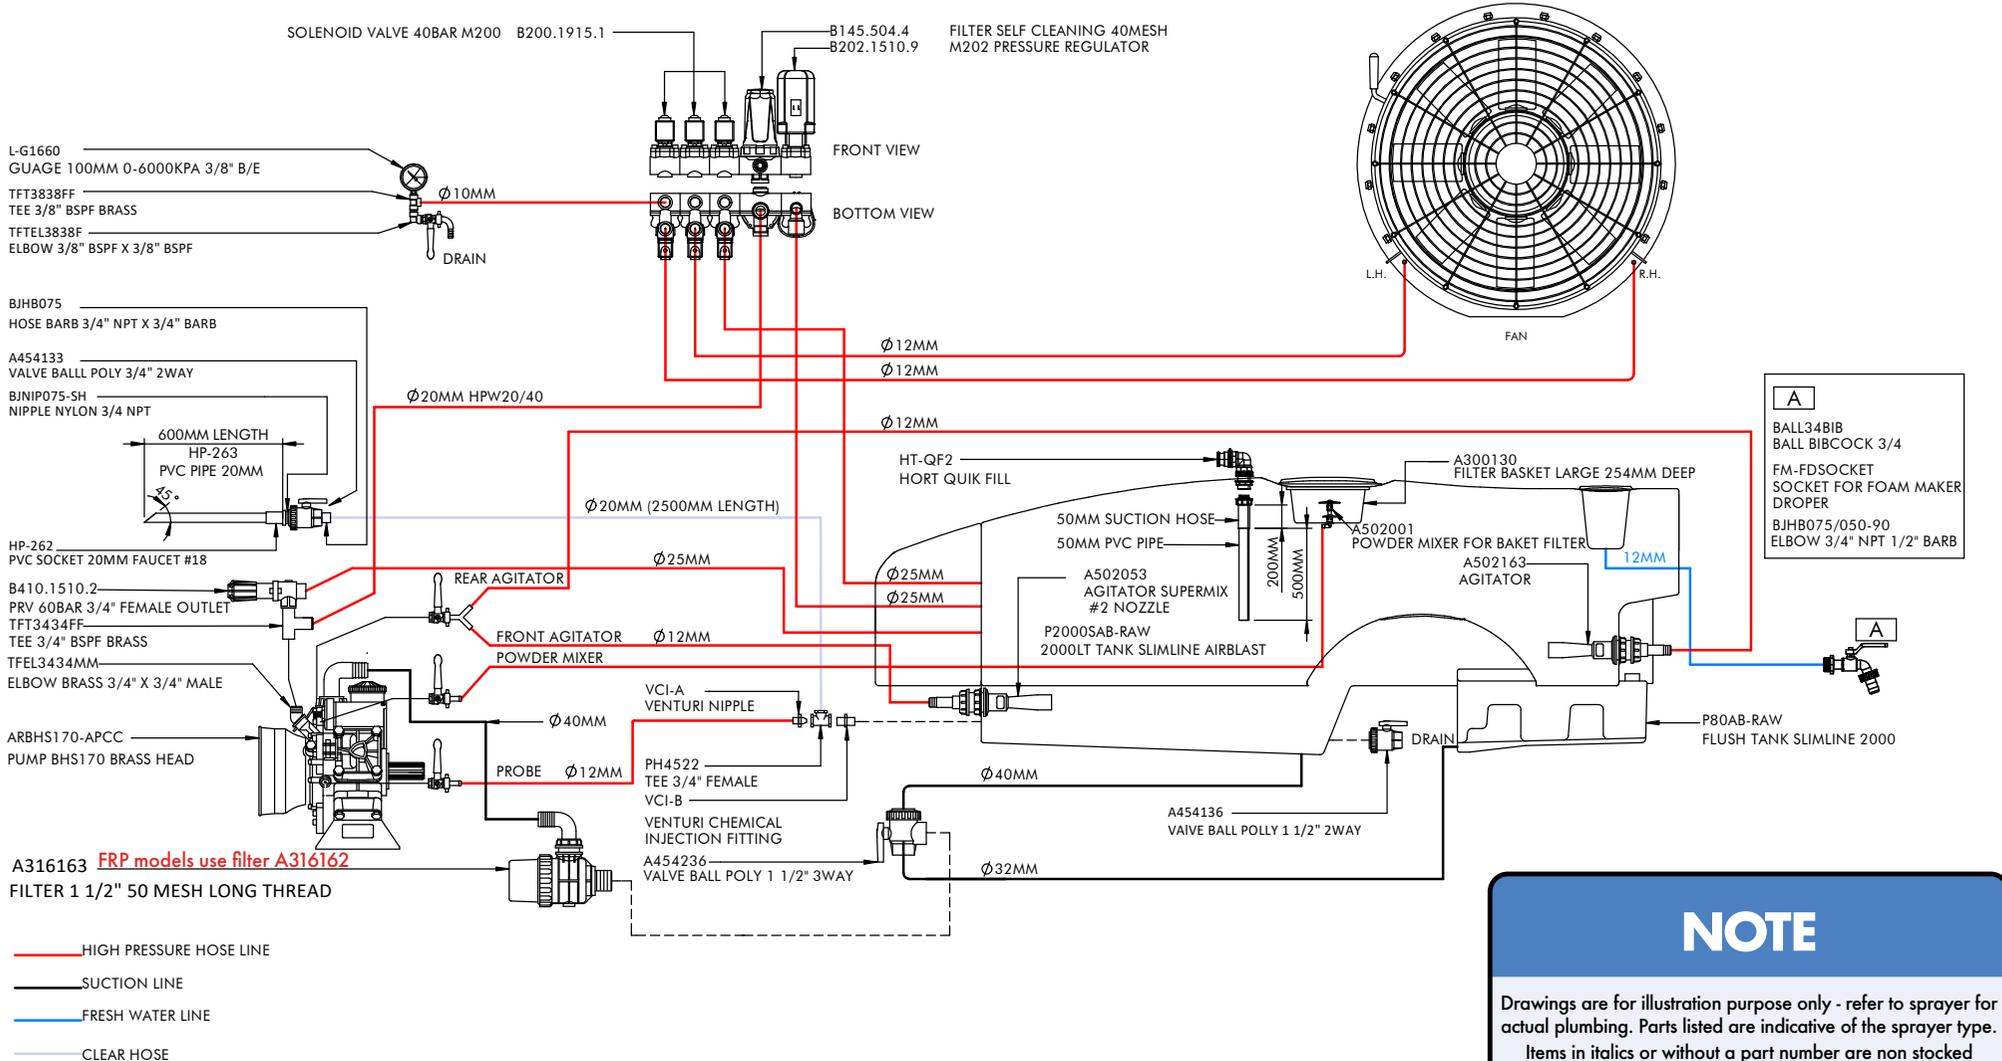 SOLENOID VALVE 40BAR M200 B200.1915.1
B145.504.4 FILTER SELF CLEANING 40MESH
B202.1510.9 M202 PRESSURE REGULATOR
FRONT VIEW
BOTTOM VIEW
L-G1660
GUAGE 100MM 0-6000KPA 3/8" B/E
TFT3838FF
TEE 3/8" BSPF BRASS
TFTEL3838F
ELBOW 3/8" BSPF X 3/8" BSPF
Ø10MM
DRAIN
L.H.
R.H.
FAN
BJHB075
HOSE BARB 3/4" NPT X 3/4" BARB
A454133
VALVE BALLL POLY 3/4" 2WAY
BJNIP075-SH
NIPPLE NYLON 3/4 NPT
600MM LENGTH
HP-263
PVC PIPE 20MM
45°
HP-262
PVC SOCKET 20MM FAUCET #18
Ø12MM
Ø12MM
Ø20MM HPW20/40
Ø12MM
Ø20MM (2500MM LENGTH)
Ø25MM
Ø25MM
Ø25MM
A
BALL34BIB
BALL BIBCOCK 3/4
FM-FDSOCKET
SOCKET FOR FOAM MAKER
DROPER
BJHB075/050-90
ELBOW 3/4" NPT 1/2" BARB
HT-QF2
HORT QUIK FILL
A300130
FILTER BASKET LARGE 254MM DEEP
50MM SUCTION HOSE
50MM PVC PIPE
200MM
500MM
A502001
POWDER MIXER FOR BAKET FILTER
A502163
AGITATOR
12MM
A502053
AGITATOR SUPERMIX
#2 NOZZLE
P2000SAB-RAW
2000LT TANK SLIMLINE AIRBLAST
A
B410.1510.2
PRV 60BAR 3/4" FEMALE OUTLET
TFT3434FF
TEE 3/4" BSPF BRASS
TFEL3434MM
ELBOW BRASS 3/4" X 3/4" MALE
ARBHS170-APCC
PUMP BHS170 BRASS HEAD
REAR AGITATOR
FRONT AGITATOR Ø12MM
POWDER MIXER
Ø40MM
PROBE Ø12MM
VCI-A
VENTURI NIPPLE
PH4522
TEE 3/4" FEMALE
VCI-B
VENTURI CHEMICAL
INJECTION FITTING
A454236
VALVE BALL POLY 1 1/2" 3WAY
Ø40MM
Ø32MM
DRAIN
A454136
VAlVE BALL POLLY 1 1/2" 2WAY
P80AB-RAW
FLUSH TANK SLIMLINE 2000
A316163 FRP models use filter A316162
FILTER 1 1/2" 50 MESH LONG THREAD
HIGH PRESSURE HOSE LINE
SUCTION LINE
FRESH WATER LINE
CLEAR HOSE
NOTE
Drawings are for illustration purpose only - refer to sprayer for
actual plumbing. Parts listed are indicative of the sprayer type.
Items in italics or without a part number are non stocked